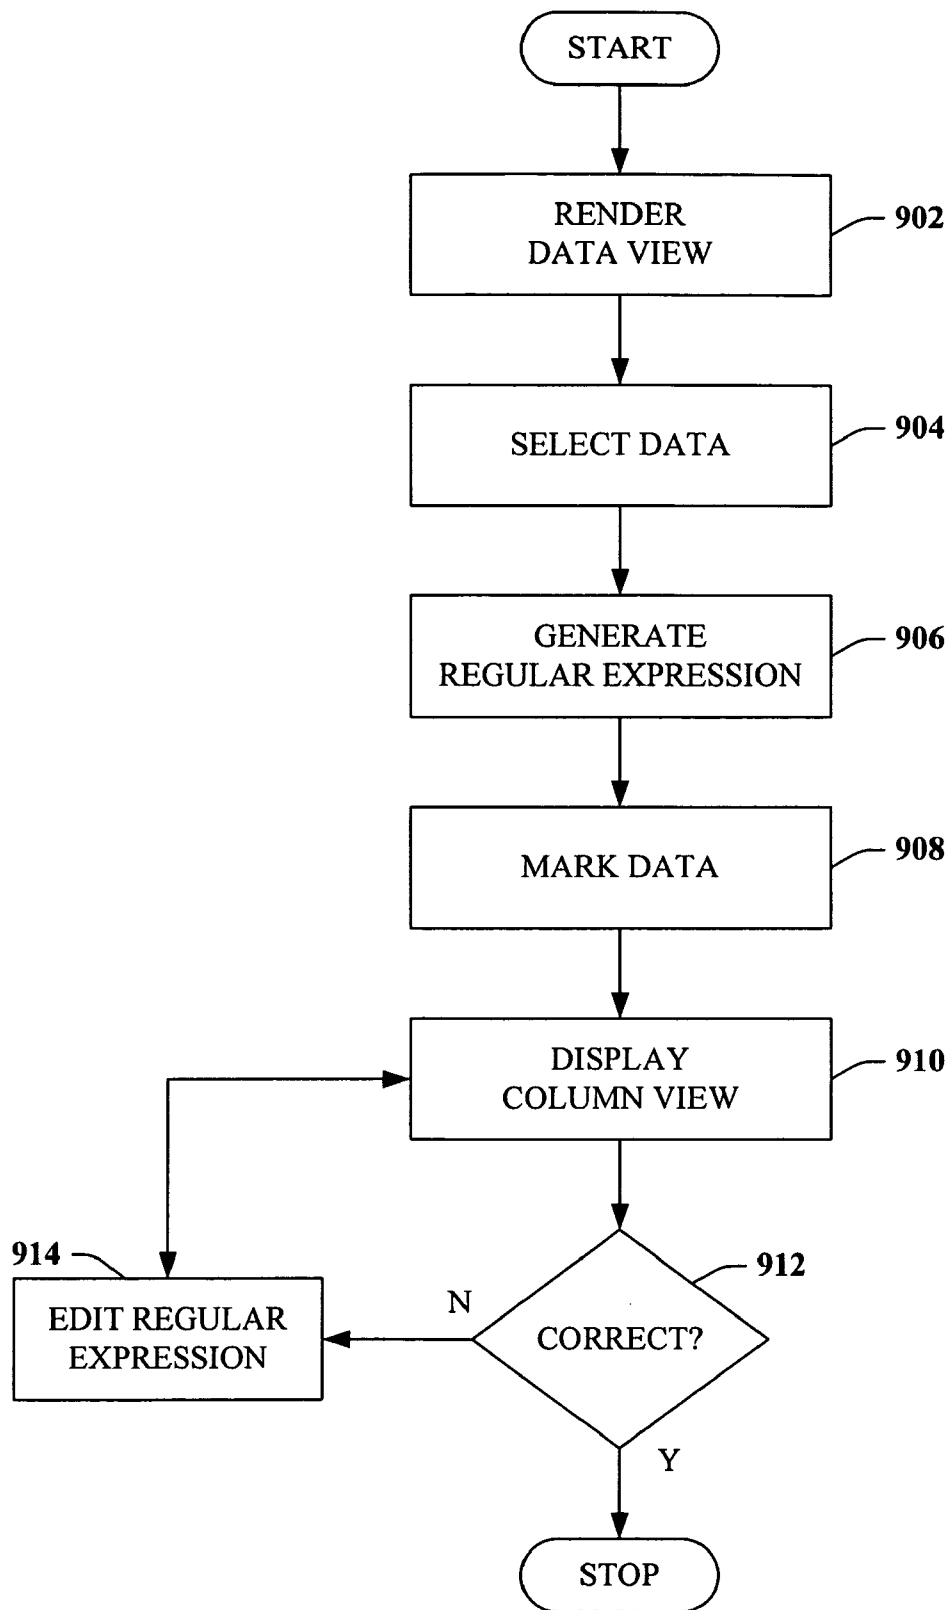 START
RENDER
DATA VIEW
902
SELECT DATA
904
GENERATE
REGULAR EXPRESSION
906
MARK DATA
908
DISPLAY
COLUMN VIEW
910
914
EDIT REGULAR
EXPRESSION
N
CORRECT?
912
Y
STOP